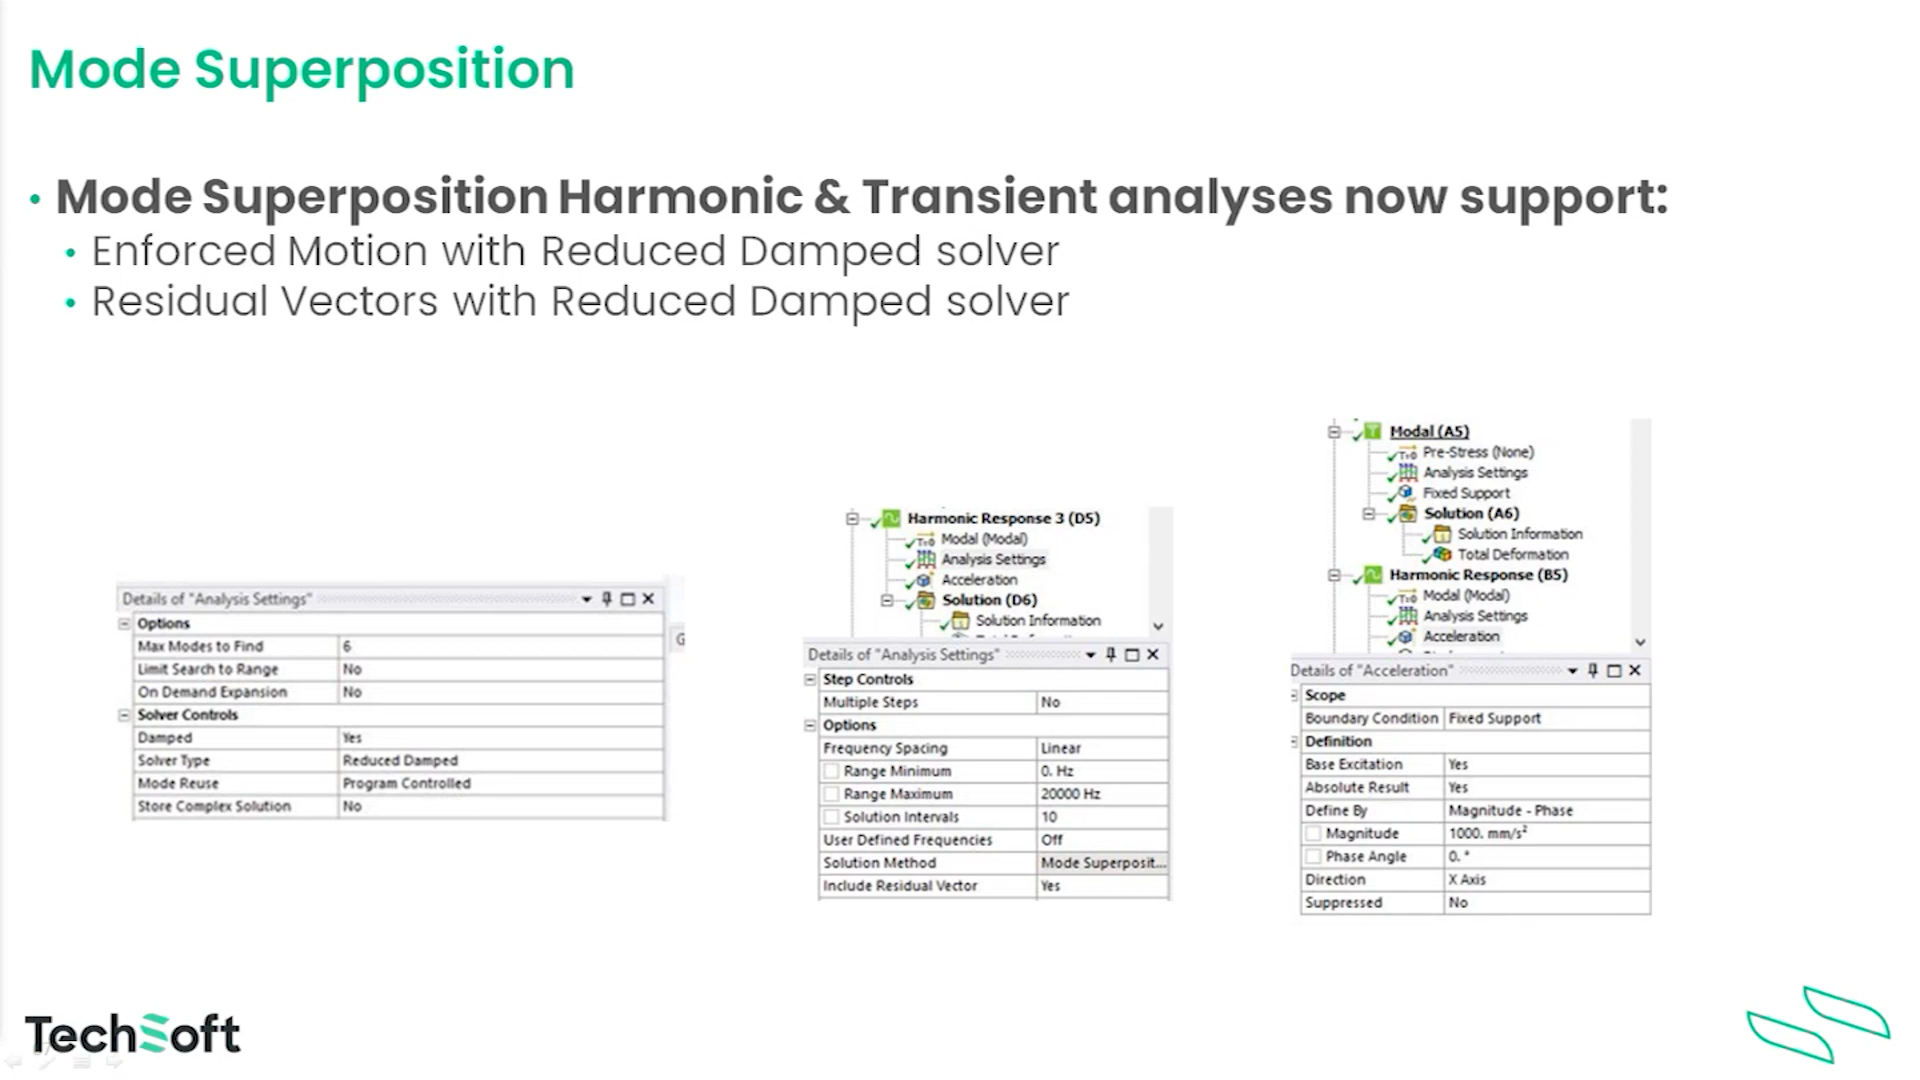 Mode Superposition
• Mode Superposition Harmonic & Transient analyses now support:
• Enforced Motion with Reduced Damped solver
• Residual Vectors with Reduced Damped solver
Details of "Analysis Settings"
Options
Max Modes to Find 6
Limit Search to Range No
On Demand Expansion No
Solver Controls
Damped Yes
Solver Type Reduced Damped
Mode Reuse Program Controlled
Store Complex Solution No
Harmonic Response 3 (D5)
Modal (Modal)
Analysis Settings
Acceleration
Solution (D6)
Solution Information
Details of "Analysis Settings"
Step Controls
Multiple Steps No
Options
Frequency Spacing Linear
Range Minimum 0. Hz
Range Maximum 20000 Hz
Solution Intervals 10
User Defined Frequencies Off
Solution Method Mode Superposit...
Include Residual Vector Yes
Modal (A5)
Pre-Stress (None)
Analysis Settings
Fixed Support
Solution (A6)
Solution Information
Total Deformation
Harmonic Response (B5)
Modal (Modal)
Analysis Settings
Acceleration
Details of "Acceleration"
Scope
Boundary Condition Fixed Support
Definition
Base Excitation Yes
Absolute Result Yes
Define By Magnitude - Phase
Magnitude 1000. mm/s²
Phase Angle 0. °
Direction X Axis
Suppressed No
TechSoft